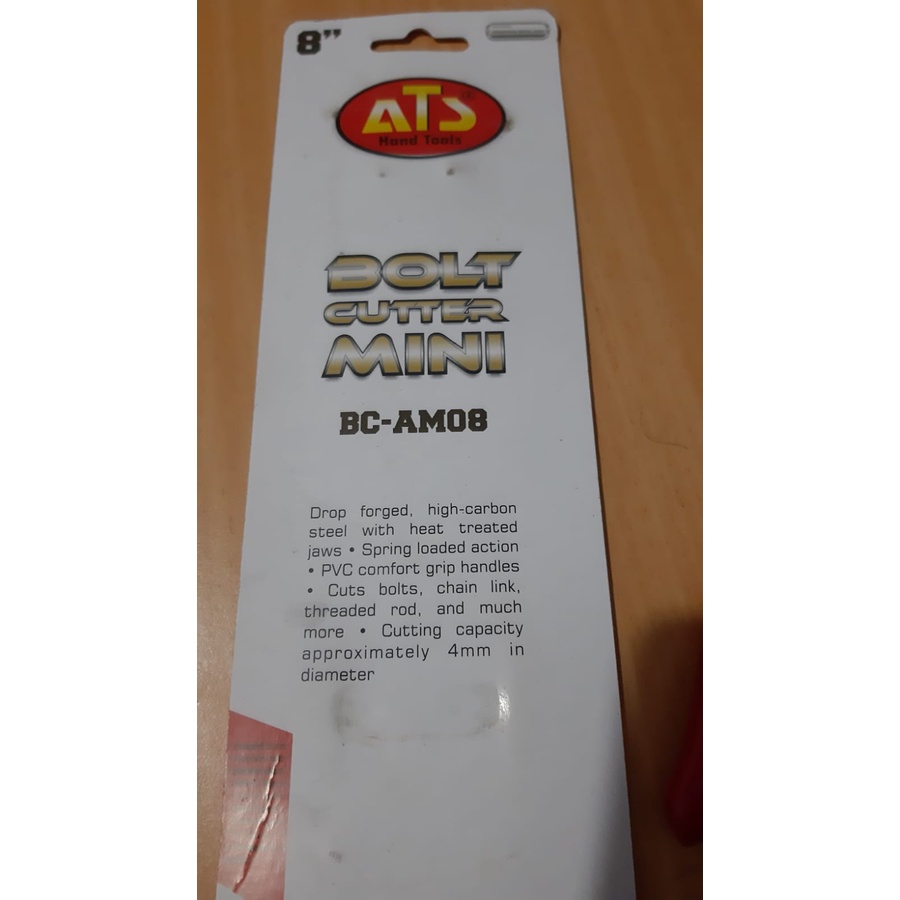 8”
ATS®
Hand Tools
BOLT
CUTTER
MINI
BC-AM08
Drop forged, high-carbon
steel with heat treated
jaws • Spring loaded action
• PVC comfort grip handles
• Cuts bolts, chain link,
threaded rod, and much
more • Cutting capacity
approximately 4mm in
diameter